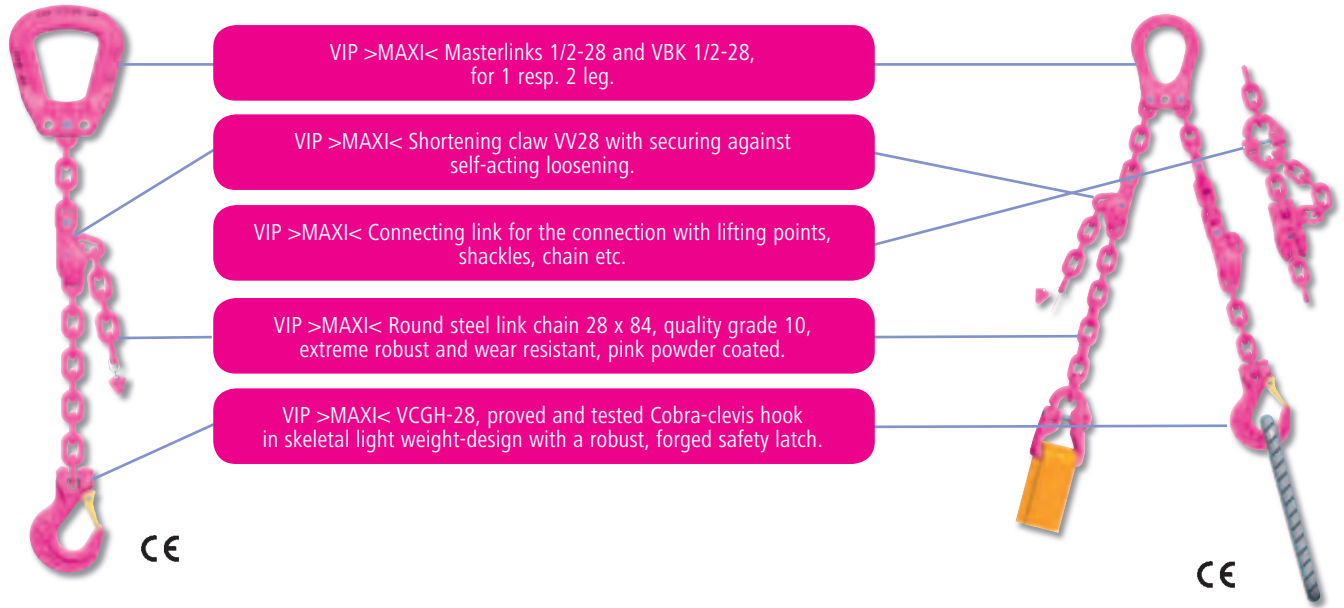 VIP >MAXI< Masterlinks 1/2-28 and VBK 1/2-28,
for 1 resp. 2 leg.
VIP >MAXI< Shortening claw VV28 with securing against
self-acting loosening.
VIP >MAXI< Connecting link for the connection with lifting points,
shackles, chain etc.
VIP >MAXI< Round steel link chain 28 x 84, quality grade 10,
extreme robust and wear resistant, pink powder coated.
VIP >MAXI< VCGH-28, proved and tested Cobra-clevis hook
in skeletal light weight-design with a robust, forged safety latch.
CE
CE